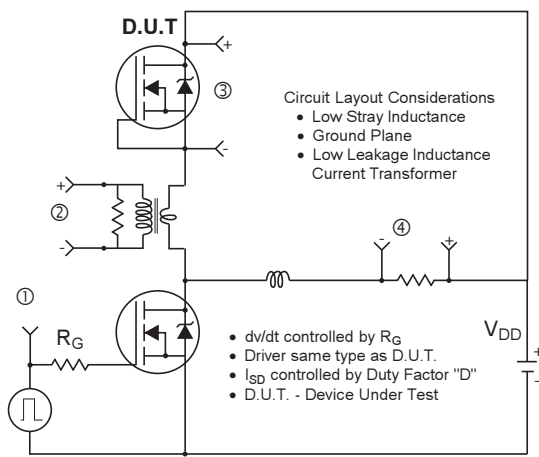 D.U.T
+
③
-
Circuit Layout Considerations
• Low Stray Inductance
• Ground Plane
• Low Leakage Inductance
Current Transformer
+
②
-
④
-
+
①
R_G
V_DD
+
-
• dv/dt controlled by R_G
• Driver same type as D.U.T.
• I_SD controlled by Duty Factor "D"
• D.U.T. - Device Under Test